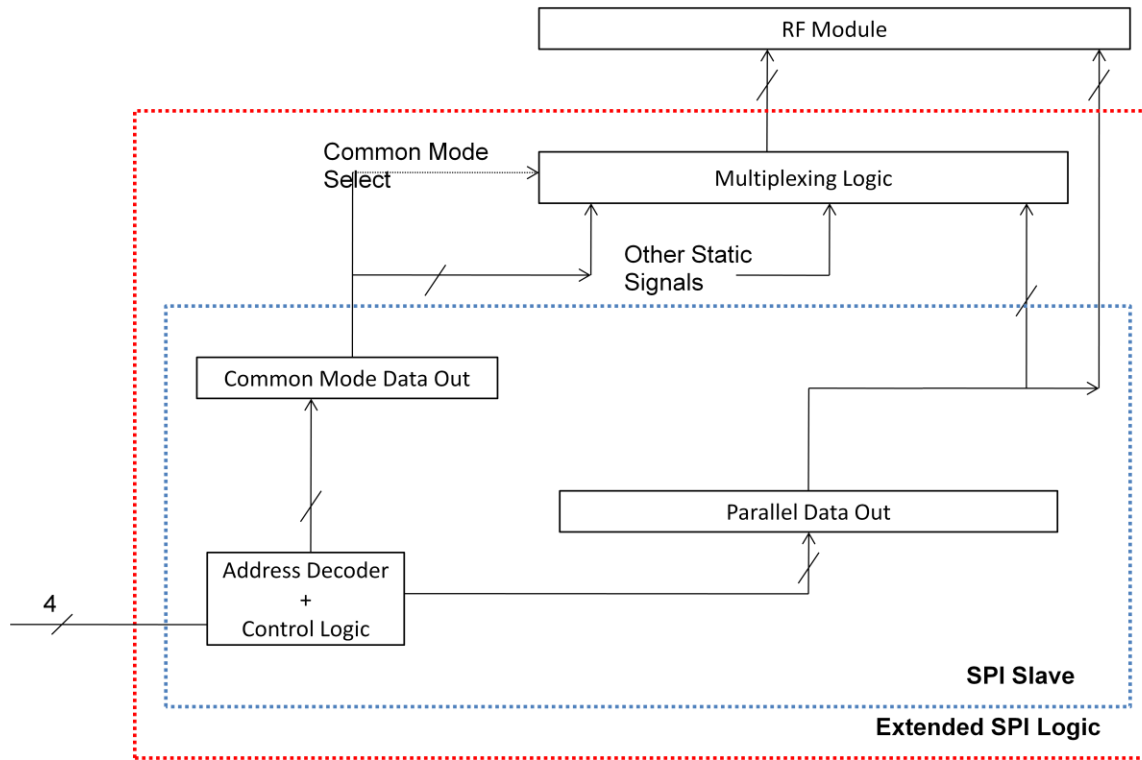 RF Module
Common Mode
Select
Multiplexing Logic
Other Static
Signals
Common Mode Data Out
Parallel Data Out
Address Decoder
+
Control Logic
4
SPI Slave
Extended SPI Logic